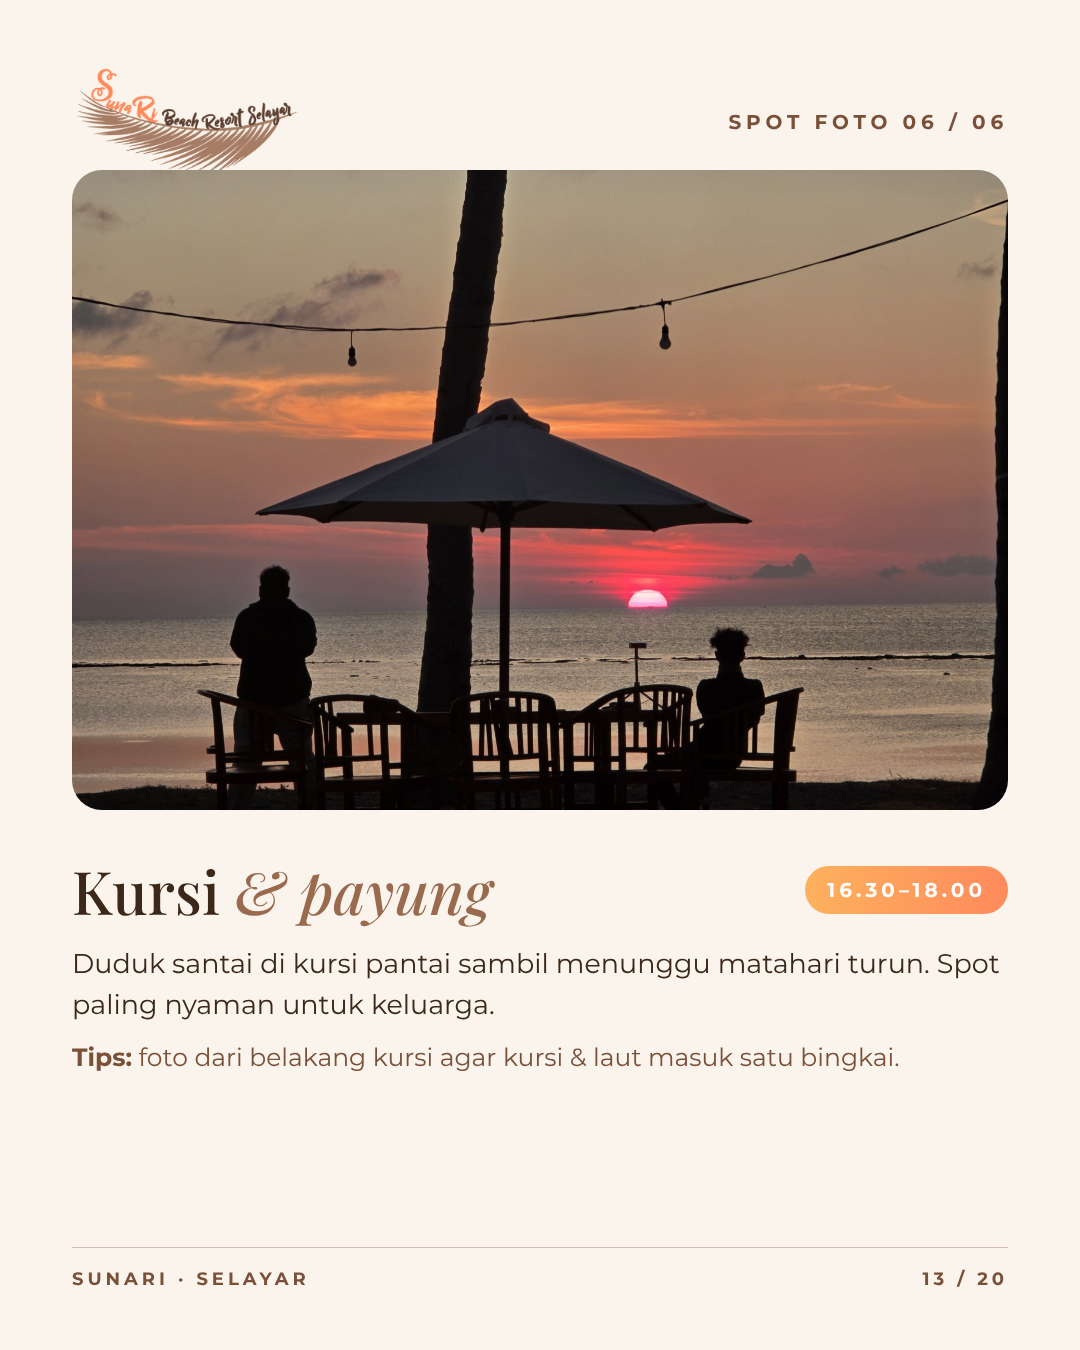 SunaRi Beach Resort Selayar
SPOT FOTO 06 / 06
Kursi & payung
16.30–18.00
Duduk santai di kursi pantai sambil menunggu matahari turun. Spot
paling nyaman untuk keluarga.
Tips: foto dari belakang kursi agar kursi & laut masuk satu bingkai.
SUNARI · SELAYAR
13 / 20